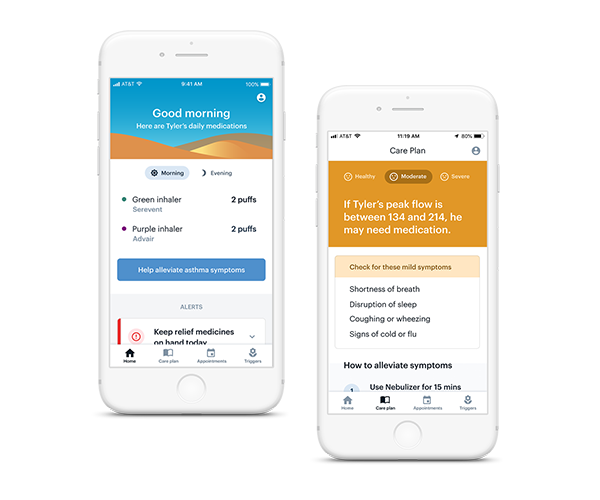 AT&T
9:41 AM
100%
Good morning
Here are Tyler's daily medications
Morning
Evening
Green inhaler
2 puffs
Serevent
Purple inhaler
2 puffs
Advair
Help alleviate asthma symptoms
ALERTS
Keep relief medicines
on hand today
Home
Care plan
Appointments
Triggers
AT&T
11:19 AM
80%
Care Plan
Healthy
Moderate
Severe
If Tyler's peak flow is
between 134 and 214, he
may need medication.
Check for these mild symptoms
Shortness of breath
Disruption of sleep
Coughing or wheezing
Signs of cold or flu
How to alleviate symptoms
1
Use Nebulizer for 15 mins
Home
Care plan
Appointments
Triggers